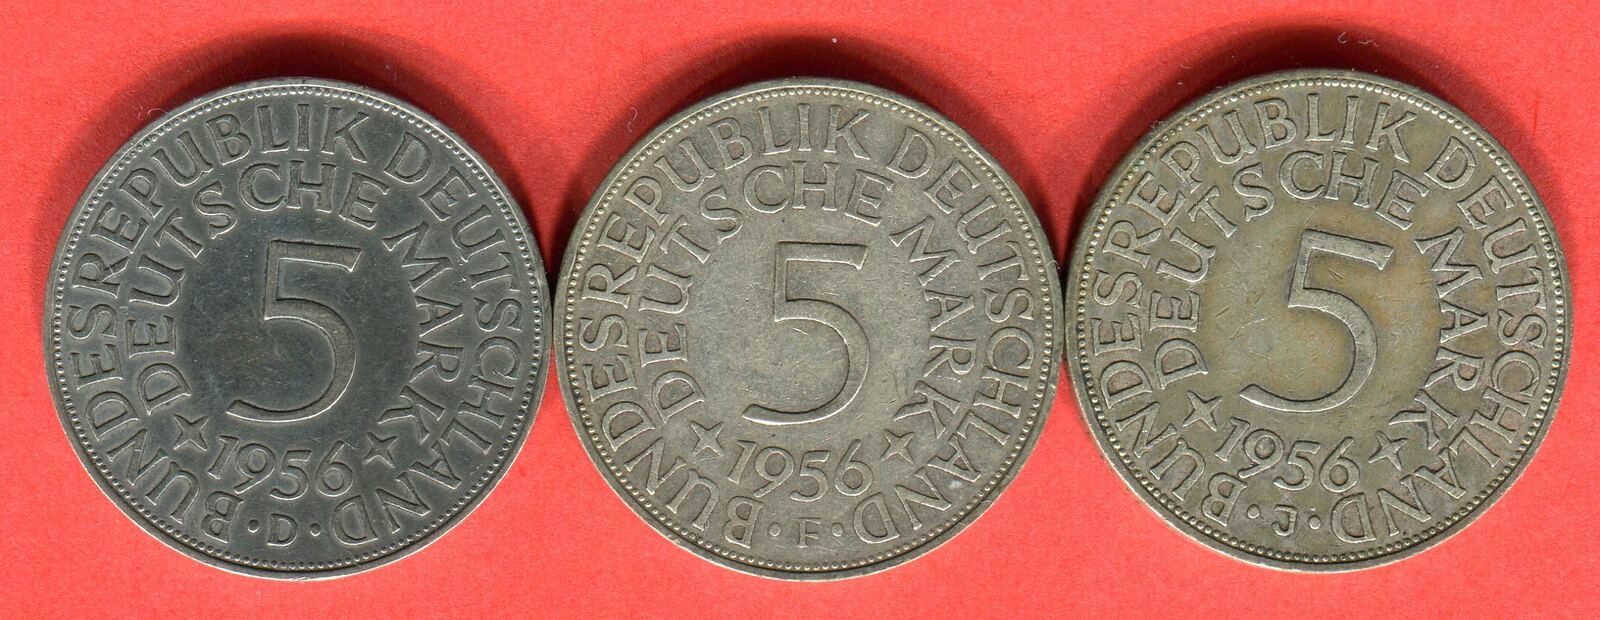 BUNDESREPUBLIK DEUTSCHLAND
DEUTSCHE MARK
5
1956
· D ·
BUNDESREPUBLIK DEUTSCHLAND
DEUTSCHE MARK
5
1956
· F ·
BUNDESREPUBLIK DEUTSCHLAND
DEUTSCHE MARK
5
1956
· J ·